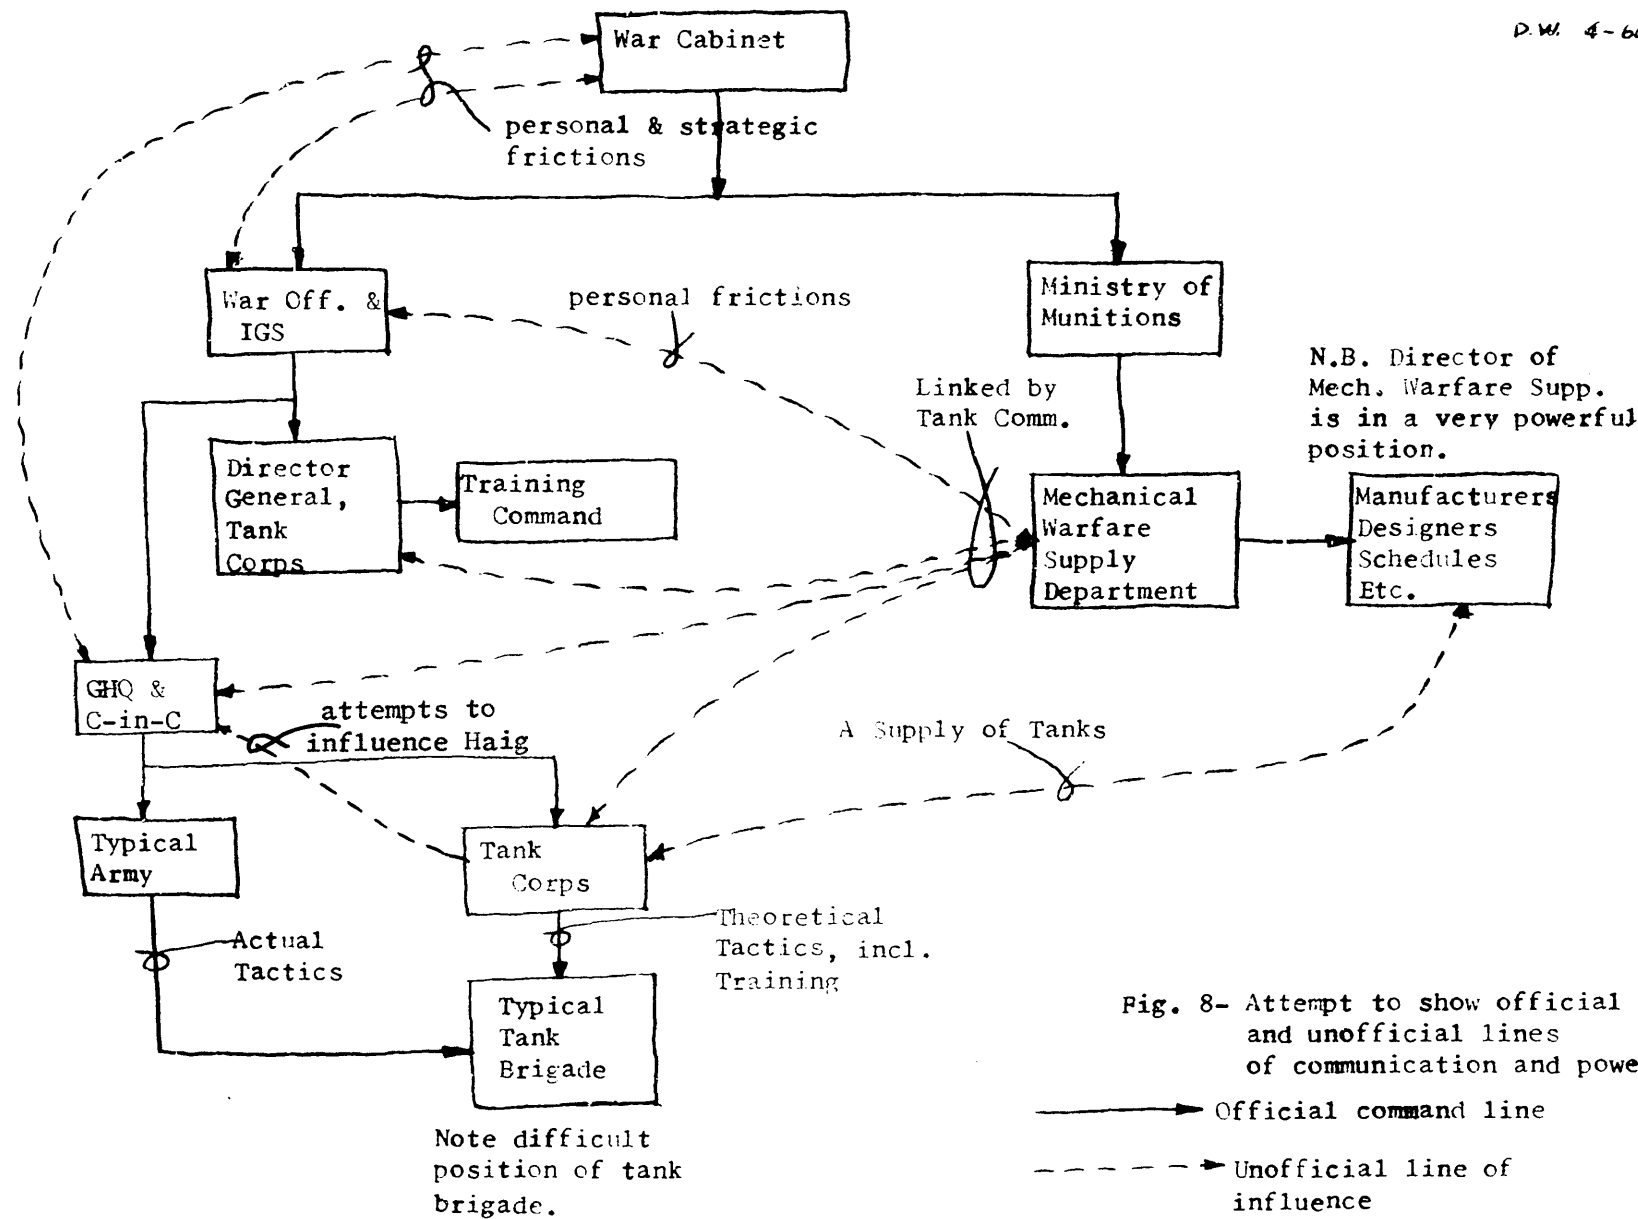 D.W. 4-6
War Cabinet
personal & strategic
frictions
War Off. &
IGS
personal frictions
Ministry of
Munitions
N.B. Director of
Mech. Warfare Supp.
is in a very powerful
position.
Linked by
Tank Comm.
Director
General,
Tank
Corps
Training
Command
Mechanical
Warfare
Supply
Department
Manufacturers
Designers
Schedules
Etc.
GHQ &
C-in-C
attempts to
influence Haig
A Supply of Tanks
Typical
Army
Tank
Corps
Actual
Tactics
Theoretical
Tactics, incl.
Training
Typical
Tank
Brigade
Note difficult
position of tank
brigade.
Fig. 8- Attempt to show official
and unofficial lines
of communication and powe
Official command line
Unofficial line of
influence